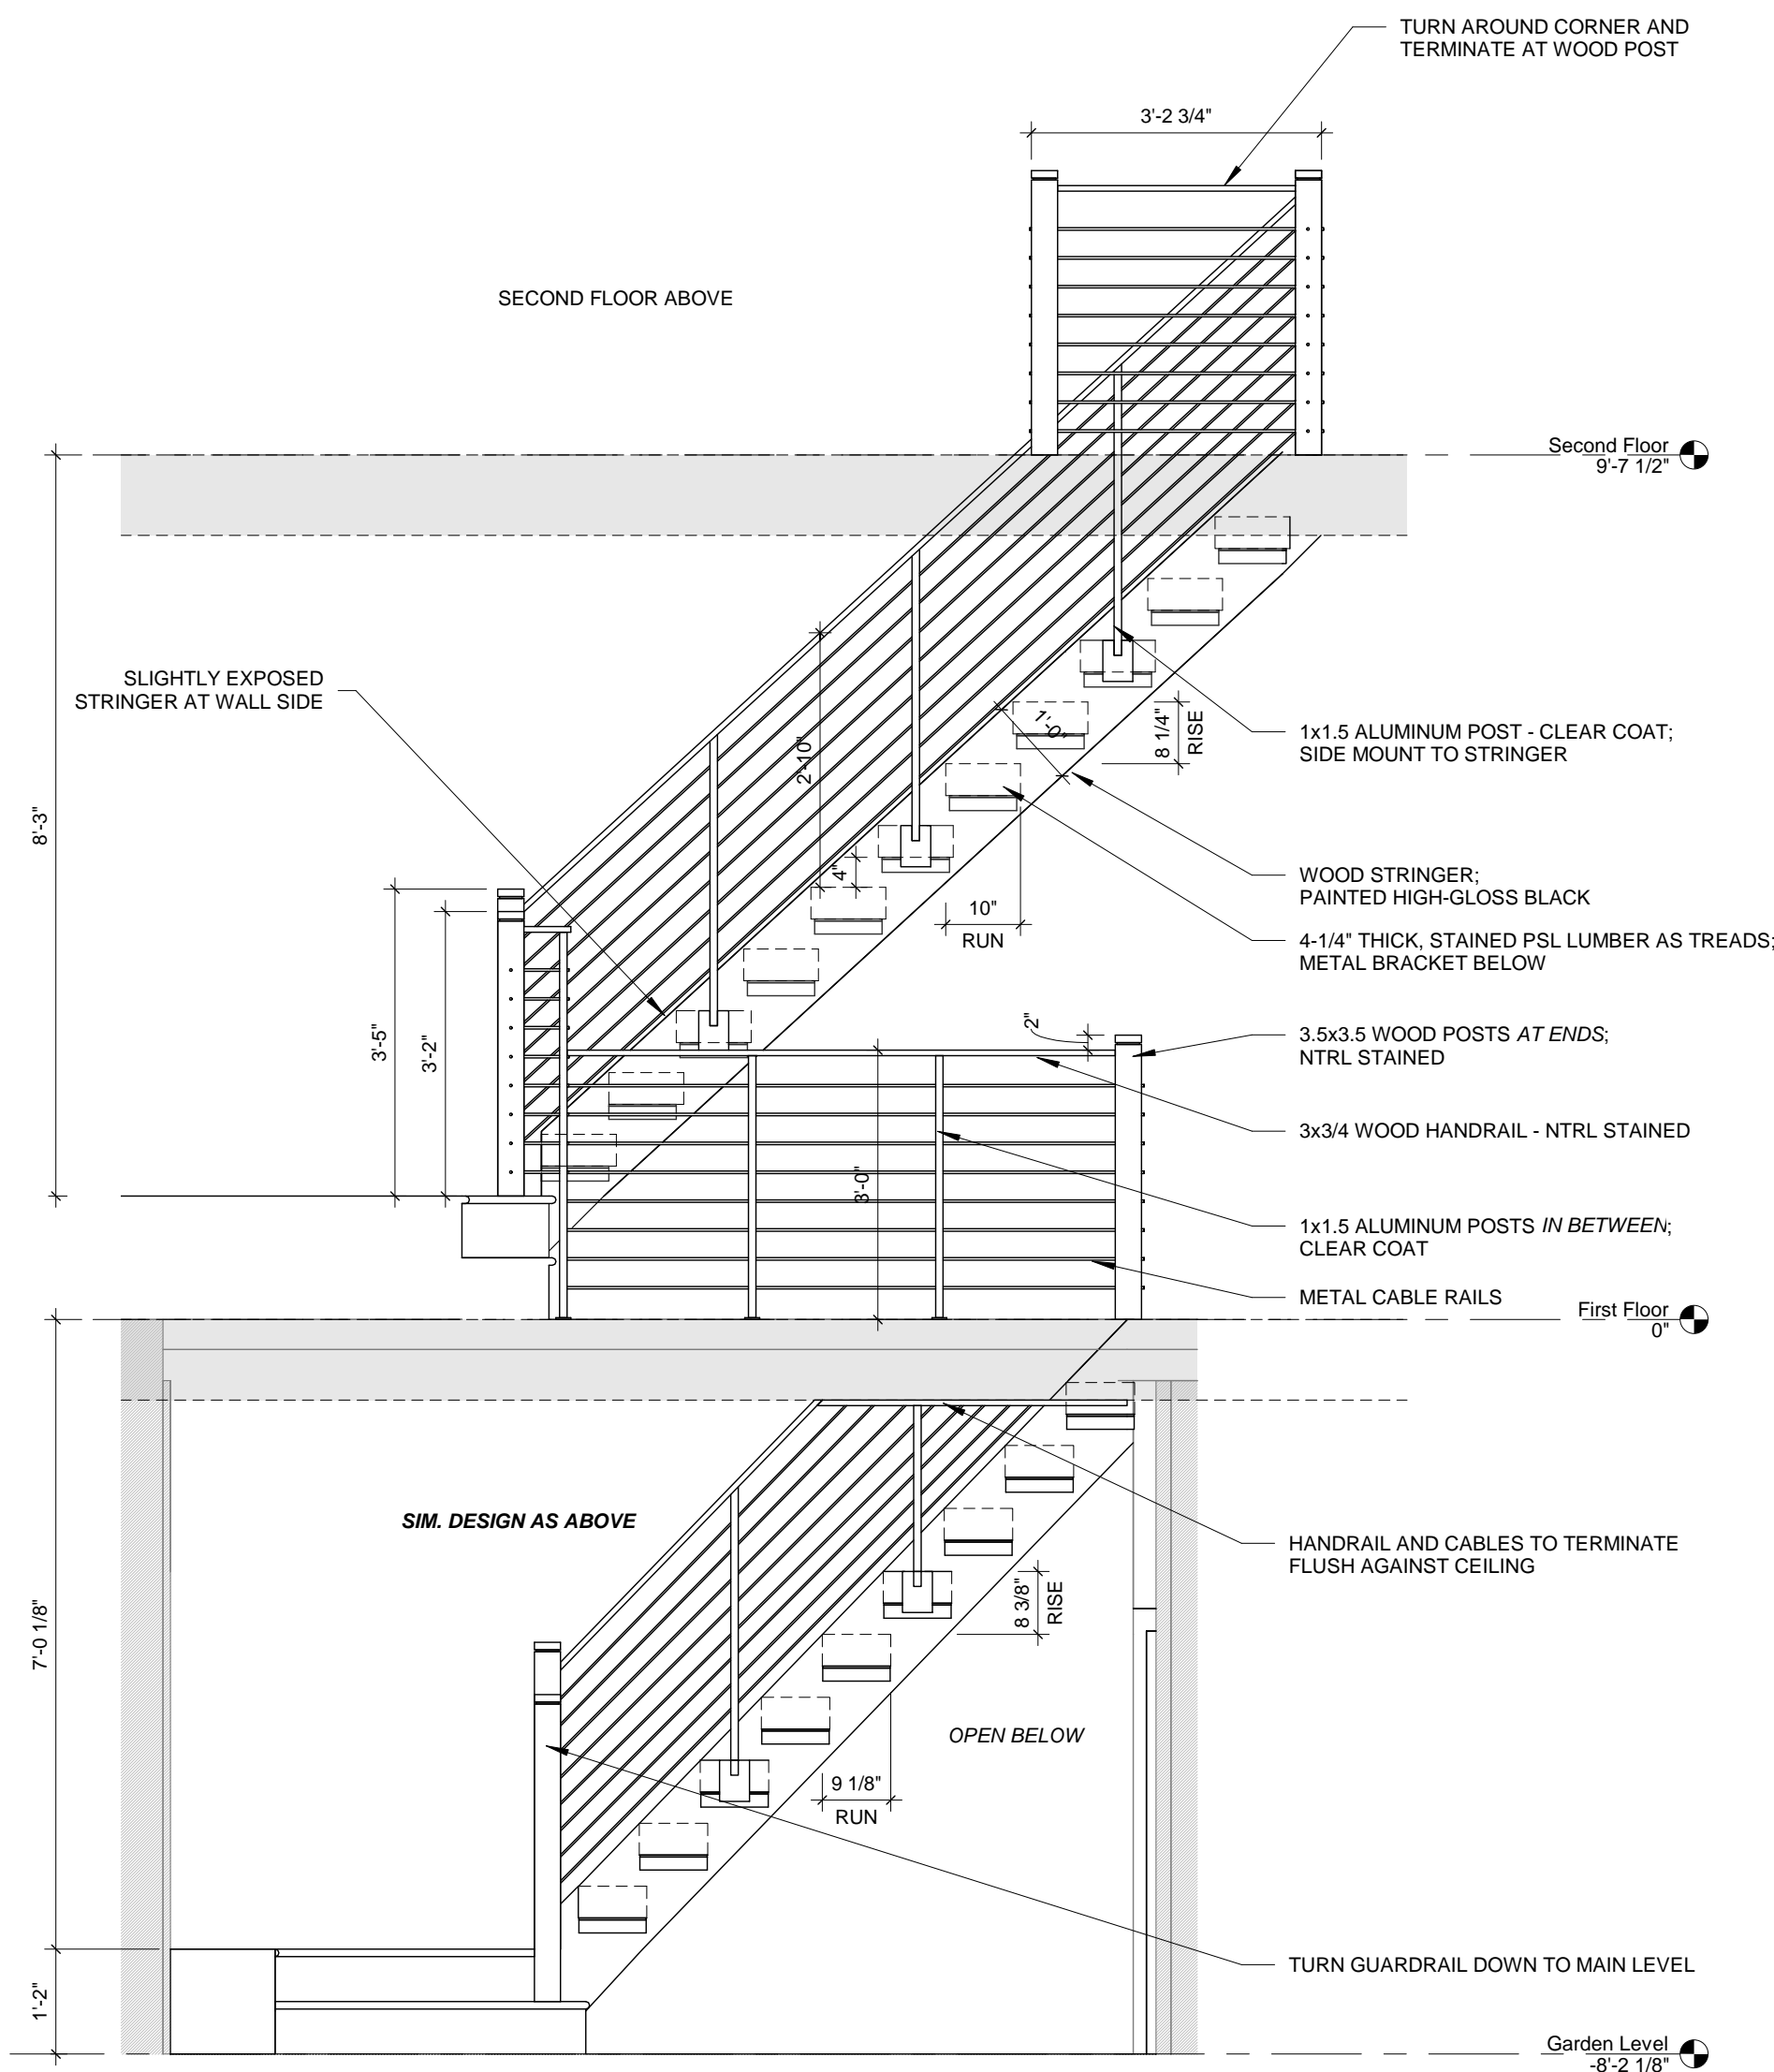 TURN AROUND CORNER AND
TERMINATE AT WOOD POST
3'-2 3/4"
SECOND FLOOR ABOVE
Second Floor
9'-7 1/2"
SLIGHTLY EXPOSED
STRINGER AT WALL SIDE
1'-0"
8 1/4"
RISE
1x1.5 ALUMINUM POST - CLEAR COAT;
SIDE MOUNT TO STRINGER
2'-10"
8'-3"
4"
WOOD STRINGER;
PAINTED HIGH-GLOSS BLACK
10"
RUN
4-1/4" THICK, STAINED PSL LUMBER AS TREADS;
METAL BRACKET BELOW
3'-5"
3'-2"
2"
3.5x3.5 WOOD POSTS AT ENDS;
NTRL STAINED
3x3/4 WOOD HANDRAIL - NTRL STAINED
3'-0"
1x1.5 ALUMINUM POSTS IN BETWEEN;
CLEAR COAT
METAL CABLE RAILS
First Floor
0"
SIM. DESIGN AS ABOVE
HANDRAIL AND CABLES TO TERMINATE
FLUSH AGAINST CEILING
8 3/8"
RISE
7'-0 1/8"
OPEN BELOW
9 1/8"
RUN
TURN GUARDRAIL DOWN TO MAIN LEVEL
1'-2"
Garden Level
-8'-2 1/8"